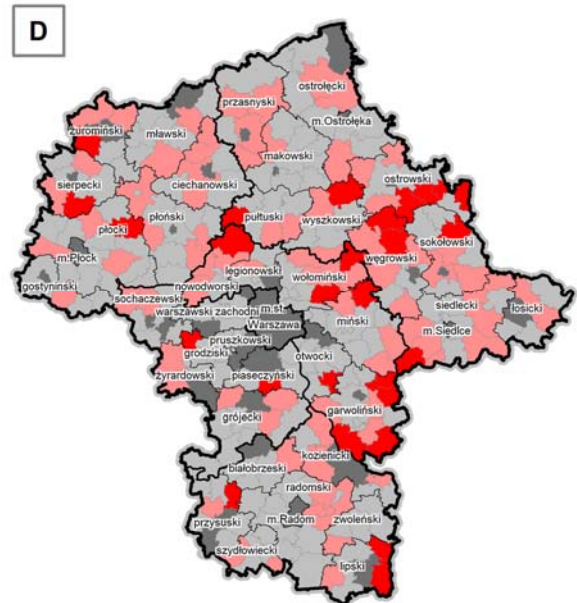 D
ostrołęcki
przasnyski
m.Ostrołęka
żuromiński
mławski
makowski
ostrowski
sierpecki
ciechanowski
płoński
pułtuski
wyszkowski
sokołowski
płocki
m.Płock
węgrowski
legionowski
wołomiński
gostyniński
nowodworski
sochaczewski
siedlecki
łosicki
warszawski zachodni
m.st.
Warszawa
miński
m.Siedlce
pruszkowski
grodziski
otwocki
żyrardowski
piaseczyński
garwoliński
grójecki
kozienicki
białobrzeski
radomski
przysuski
m.Radom
zwoleński
szydłowiecki
lipski